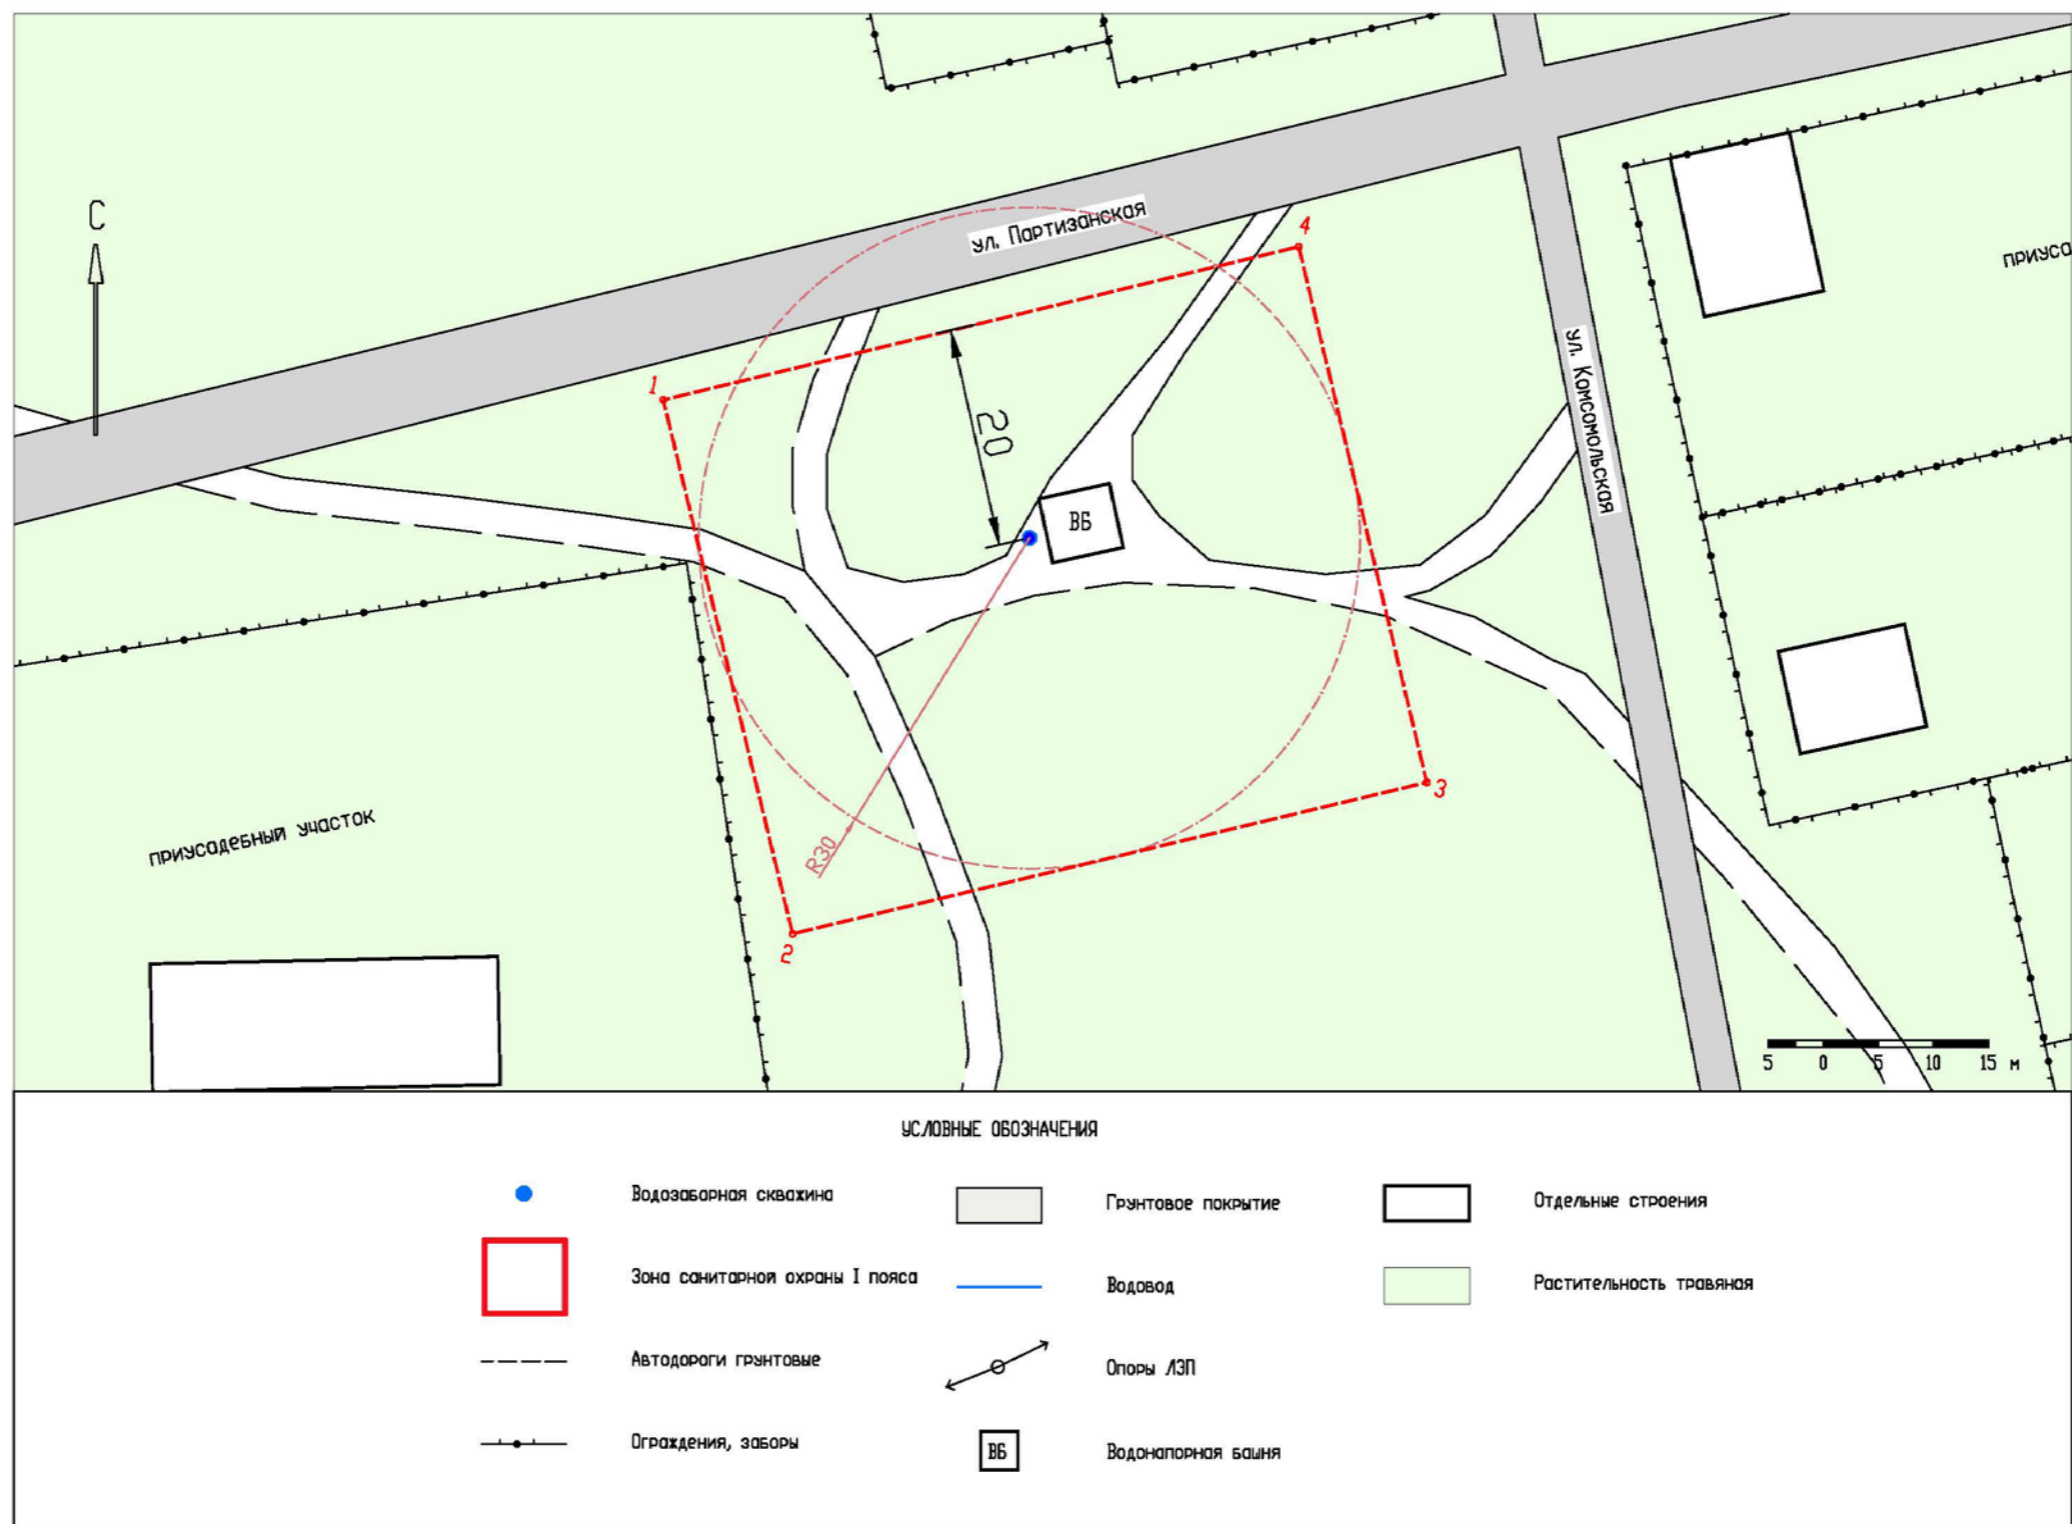 С
ул. Партизанская
4
1
20
ВБ
ул. Комсомольская
приуса
3
R30
2
приусадебный участок
5 0 5 10 15 м
УСЛОВНЫЕ ОБОЗНАЧЕНИЯ
Водозаборная скважина
Грунтовое покрытие
Отдельные строения
Зона санитарной охраны I пояса
Водовод
Растительность травяная
Автодороги грунтовые
Опоры ЛЭП
Ограждения, заборы
ВБ
Водонапорная башня